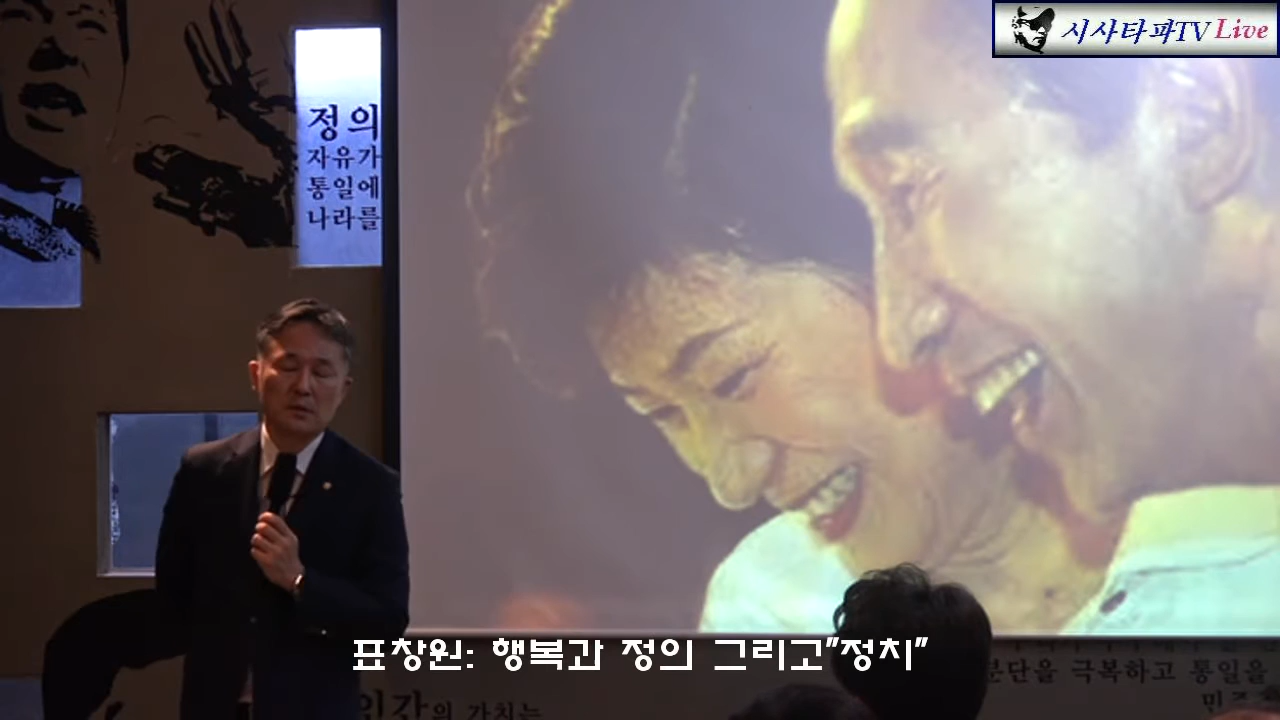 시사타파TV Live
정의
자유가
통일에
나라를
표창원: 행복과 정의 그리고"정치"
분단을 극복하고 통일을
인간의 가치는